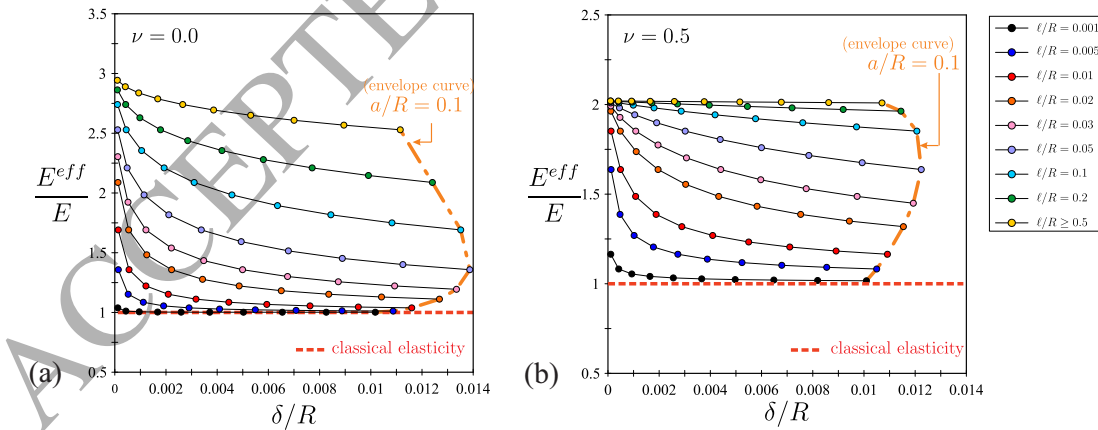 ACCEPTE
3.5
3
2.5
2
1.5
1
0.5
E^{eff}
E
ν = 0.0
(envelope curve)
a/R = 0.1
classical elasticity
(a)
0
0.002
0.004
0.006
0.008
0.01
0.012
0.014
δ/R
2.5
2
1.5
1
0.5
E^{eff}
E
ν = 0.5
(envelope curve)
a/R = 0.1
classical elasticity
(b)
0
0.002
0.004
0.006
0.008
0.01
0.012
0.014
δ/R
ℓ/R = 0.001
ℓ/R = 0.005
ℓ/R = 0.01
ℓ/R = 0.02
ℓ/R = 0.03
ℓ/R = 0.05
ℓ/R = 0.1
ℓ/R = 0.2
ℓ/R ≥ 0.5